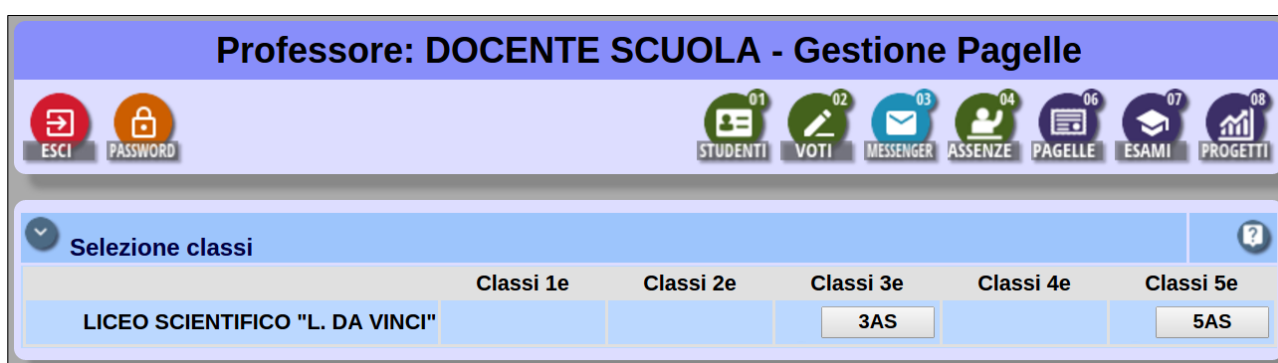 Professore: DOCENTE SCUOLA - Gestione Pagelle
ESCI PASSWORD 01 STUDENTI 02 VOTI 03 MESSENGER 04 ASSENZE 06 PAGELLE 07 ESAMI 08 PROGETTI
Selezione classi ?
Classi 1e Classi 2e Classi 3e Classi 4e Classi 5e
LICEO SCIENTIFICO "L. DA VINCI" 3AS 5AS